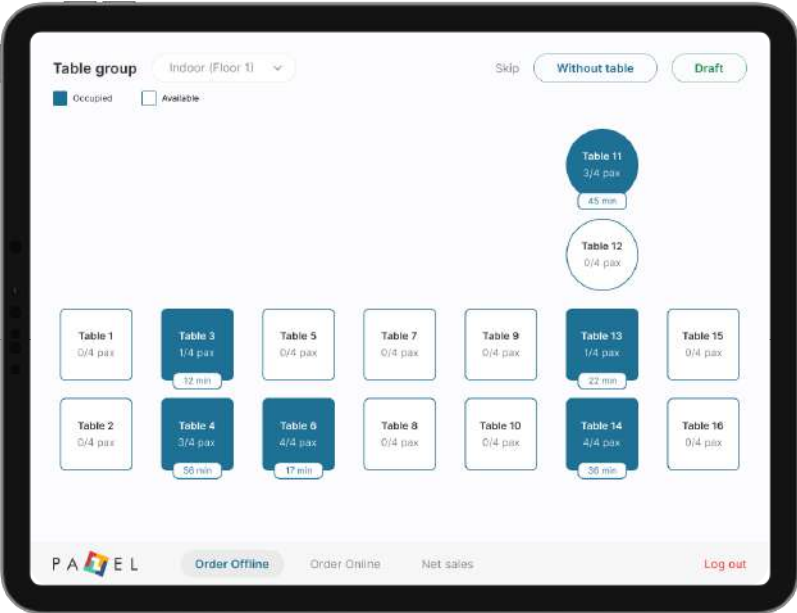 Table group
Indoor (Floor 1)
Skip
Without table
Draft
Occupied
Available
Table 11
3/4 pax
45 min
Table 12
0/4 pax
Table 1
0/4 pax
Table 3
1/4 pax
12 min
Table 5
0/4 pax
Table 7
0/4 pax
Table 9
0/4 pax
Table 13
1/4 pax
22 min
Table 15
0/4 pax
Table 2
0/4 pax
Table 4
3/4 pax
56 min
Table 6
4/4 pax
17 min
Table 8
0/4 pax
Table 10
0/4 pax
Table 14
4/4 pax
36 min
Table 16
0/4 pax
PA1EL
Order Offline
Order Online
Net sales
Log out